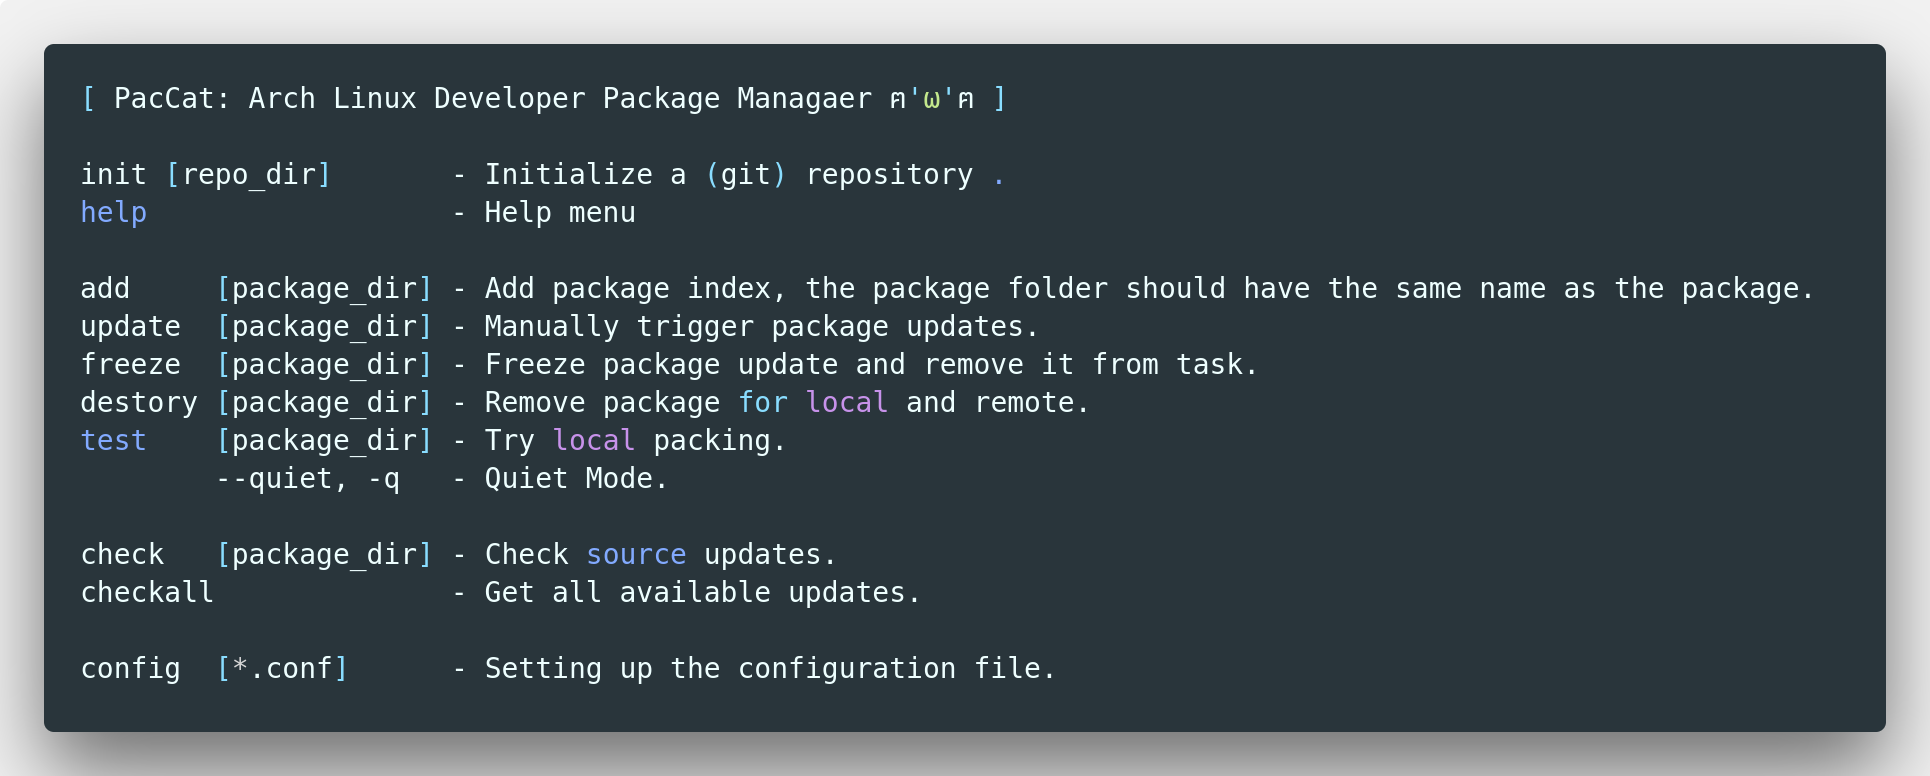 [ PacCat: Arch Linux Developer Package Managaer ฅ'ω'ฅ ]
init [repo_dir]       - Initialize a (git) repository .
help                  - Help menu
add     [package_dir] - Add package index, the package folder should have the same name as the package.
update  [package_dir] - Manually trigger package updates.
freeze  [package_dir] - Freeze package update and remove it from task.
destory [package_dir] - Remove package for local and remote.
test    [package_dir] - Try local packing.
        --quiet, -q   - Quiet Mode.
check   [package_dir] - Check source updates.
checkall              - Get all available updates.
config  [*.conf]      - Setting up the configuration file.